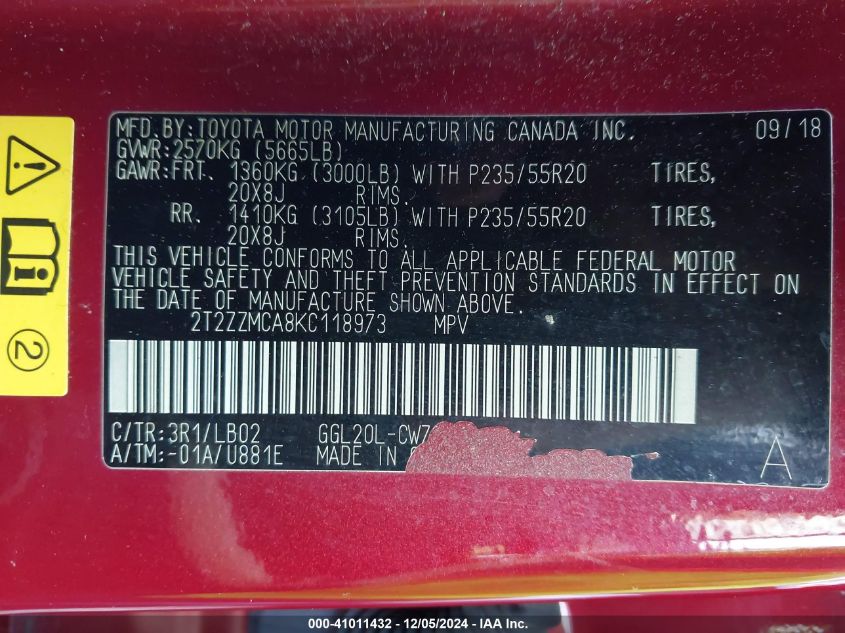 MFD.BY:TOYOTA MOTOR MANUFACTURING CANADA INC. 09/18
GVWR:2570KG (5665LB)
GAWR:FRT. 1360KG (3000LB) WITH P235/55R20 TIRES,
20X8J RIMS.
RR. 1410KG (3105LB) WITH P235/55R20 TIRES,
20X8J RIMS.
THIS VEHICLE CONFORMS TO ALL APPLICABLE FEDERAL MOTOR
VEHICLE SAFETY AND THEFT PREVENTION STANDARDS IN EFFECT ON
THE DATE OF MANUFACTURE SHOWN ABOVE.
2T2ZZMCA8KC118973 MPV
C/TR:3R1/LB02 GGL20L-CWZ
A/TM:-01A/U881E MADE IN
A
2
000-41011432 - 12/05/2024 - IAA Inc.